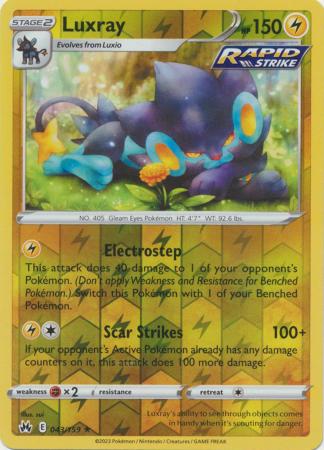 STAGE 2
Luxray
HP 150
Evolves from Luxio
RAPID
STRIKE
NO. 405 Gleam Eyes Pokémon HT: 4'7" WT: 92.6 lbs.
Electrostep
This attack does 40 damage to 1 of your opponent's
Pokémon. (Don't apply Weakness and Resistance for Benched
Pokémon.) Switch this Pokémon with 1 of your Benched
Pokémon.
Scar Strikes 100+
If your opponent's Active Pokémon already has any damage
counters on it, this attack does 100 more damage.
weakness ×2 resistance retreat
Illus. sui
E 043/159 ★
Luxray's ability to see through objects comes
in handy when it's scouting for danger.
©2023 Pokémon / Nintendo / Creatures / GAME FREAK